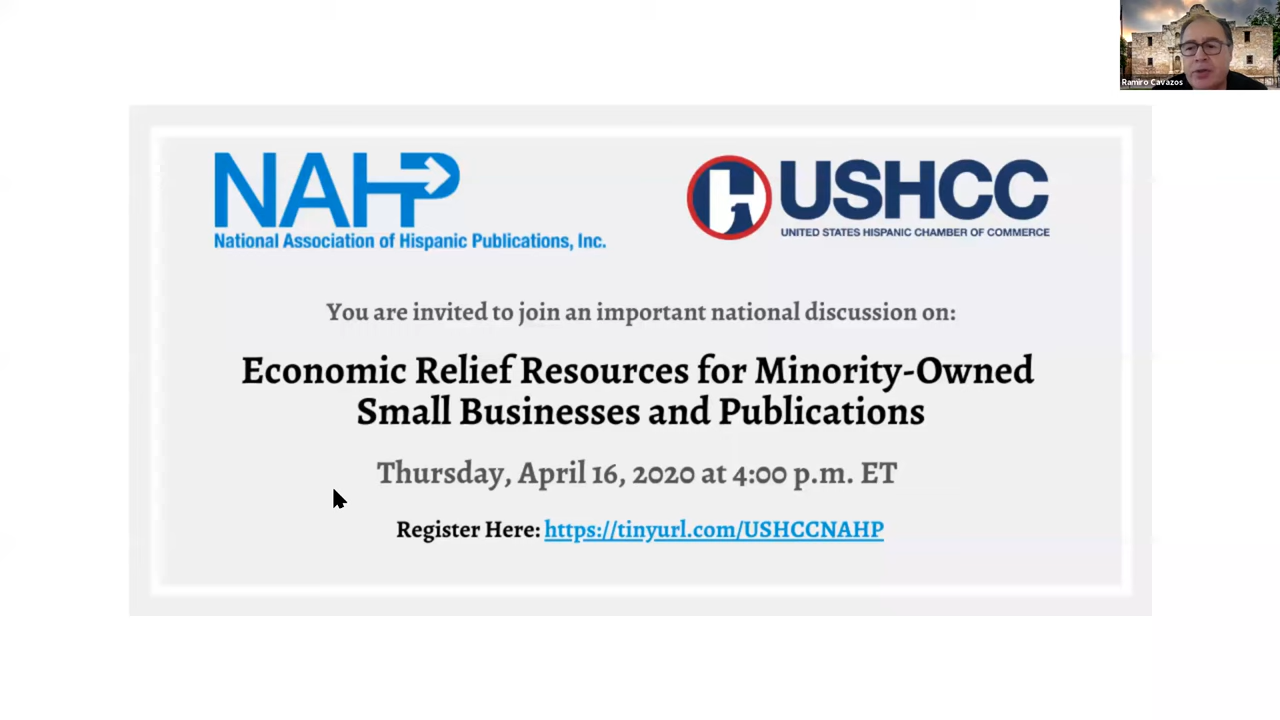 Ramiro Cavazos
NAHP
National Association of Hispanic Publications, Inc.
USHCC
UNITED STATES HISPANIC CHAMBER OF COMMERCE
You are invited to join an important national discussion on:
Economic Relief Resources for Minority-Owned
Small Businesses and Publications
Thursday, April 16, 2020 at 4:00 p.m. ET
Register Here: https://tinyurl.com/USHCCNAHP